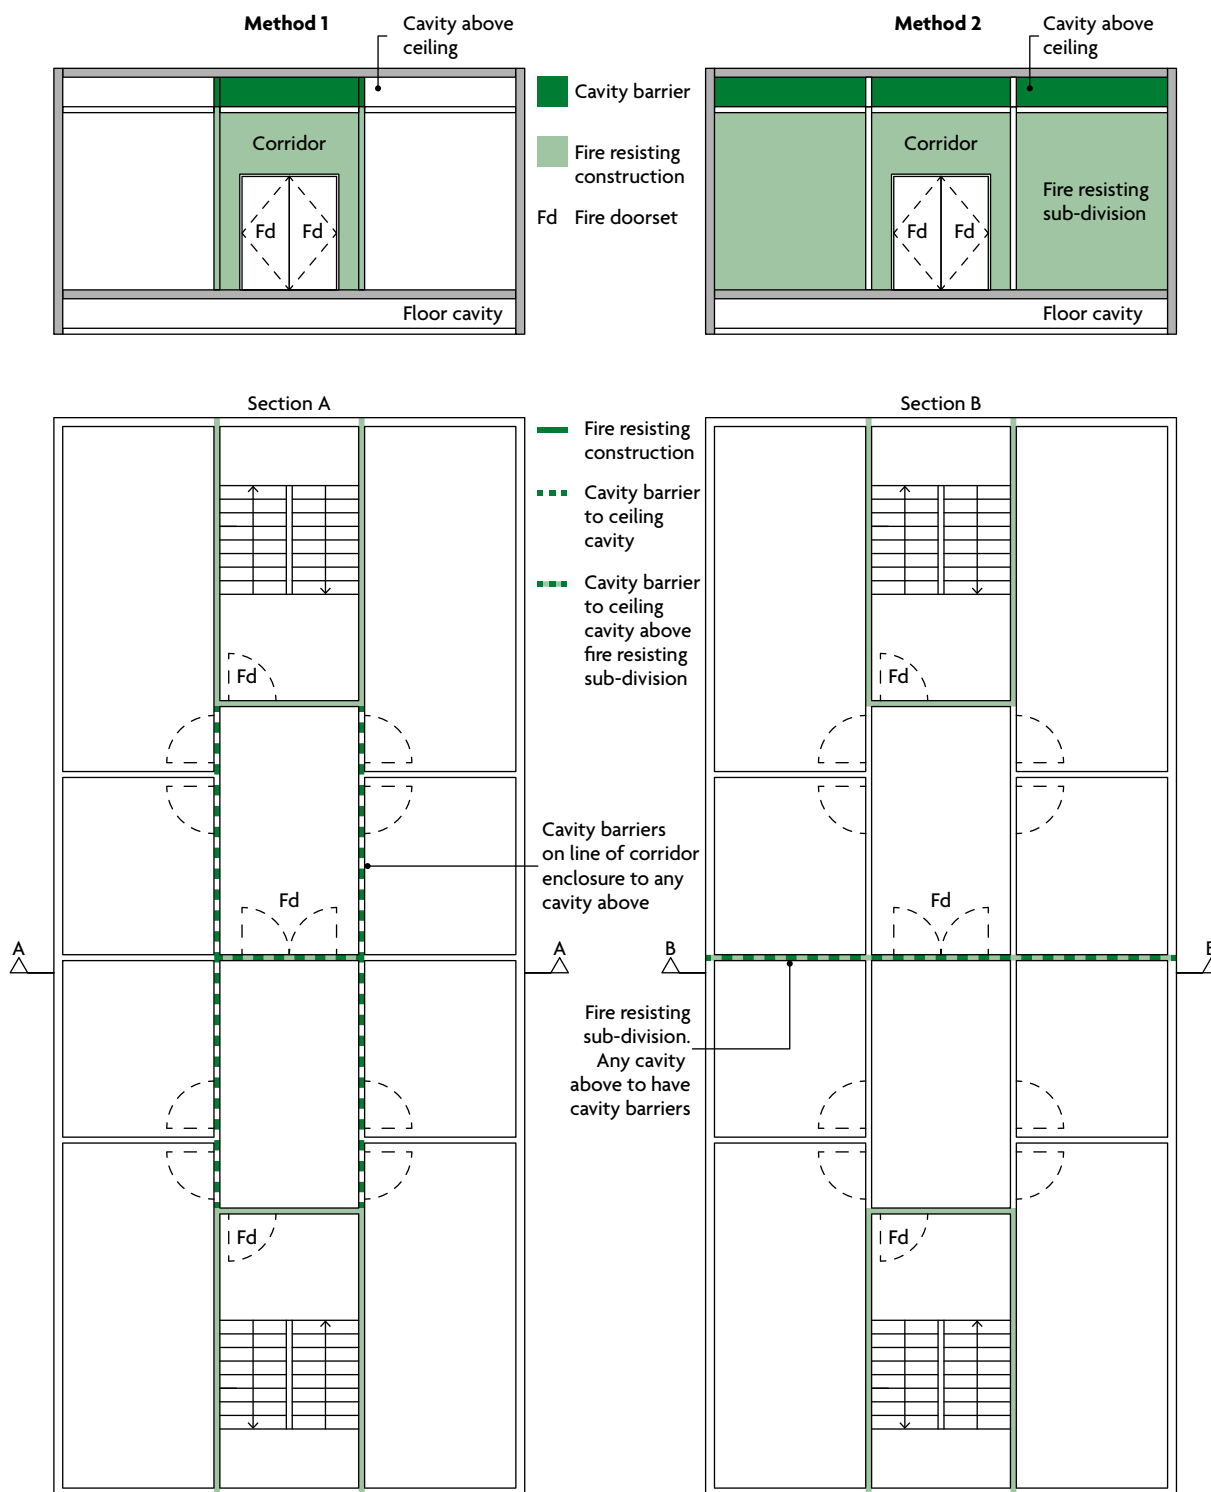 Method 1
Cavity above
ceiling
Corridor
Fd
Fd
Floor cavity
Cavity barrier
Fire resisting
construction
Fd Fire doorset
Method 2
Cavity above
ceiling
Corridor
Fire resisting
sub-division
Fd
Fd
Floor cavity
Section A
Fd
Fd
A
A
Fd
Fire resisting
construction
Cavity barrier
to ceiling
cavity
Cavity barrier
to ceiling
cavity above
fire resisting
sub-division
Cavity barriers
on line of corridor
enclosure to any
cavity above
Section B
Fd
Fd
B
B
Fire resisting
sub-division.
Any cavity
above to have
cavity barriers
Fd